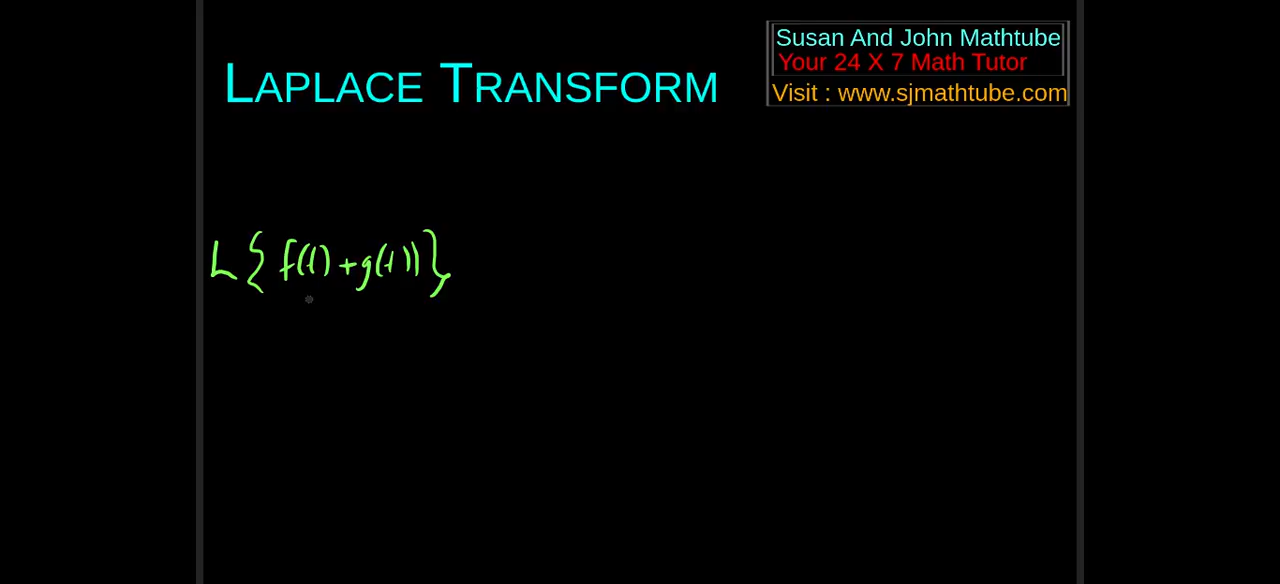 Susan And John Mathtube
Your 24 X 7 Math Tutor
Visit : www.sjmathtube.com
LAPLACE TRANSFORM
L{f(t)+g(t))}